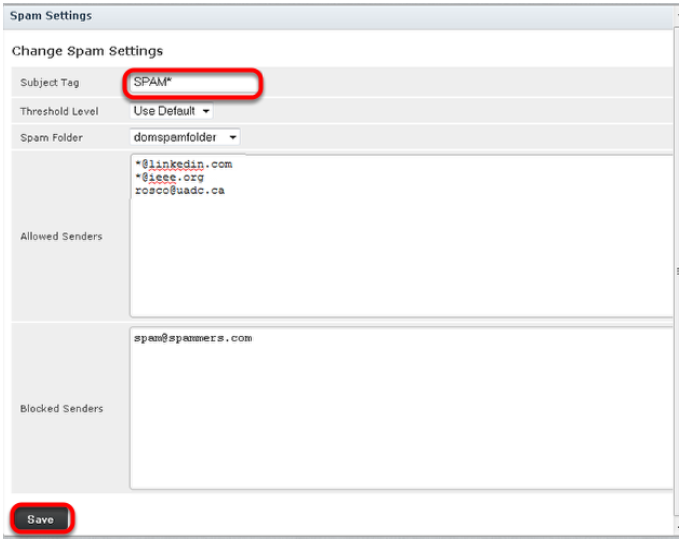 Spam Settings
Change Spam Settings
Subject Tag
SPAM*
Threshold Level
Use Default
Spam Folder
domspamfolder
Allowed Senders
*@linkedin.com
*@ieee.org
rosco@uadc.ca
Blocked Senders
spam@spammers.com
Save